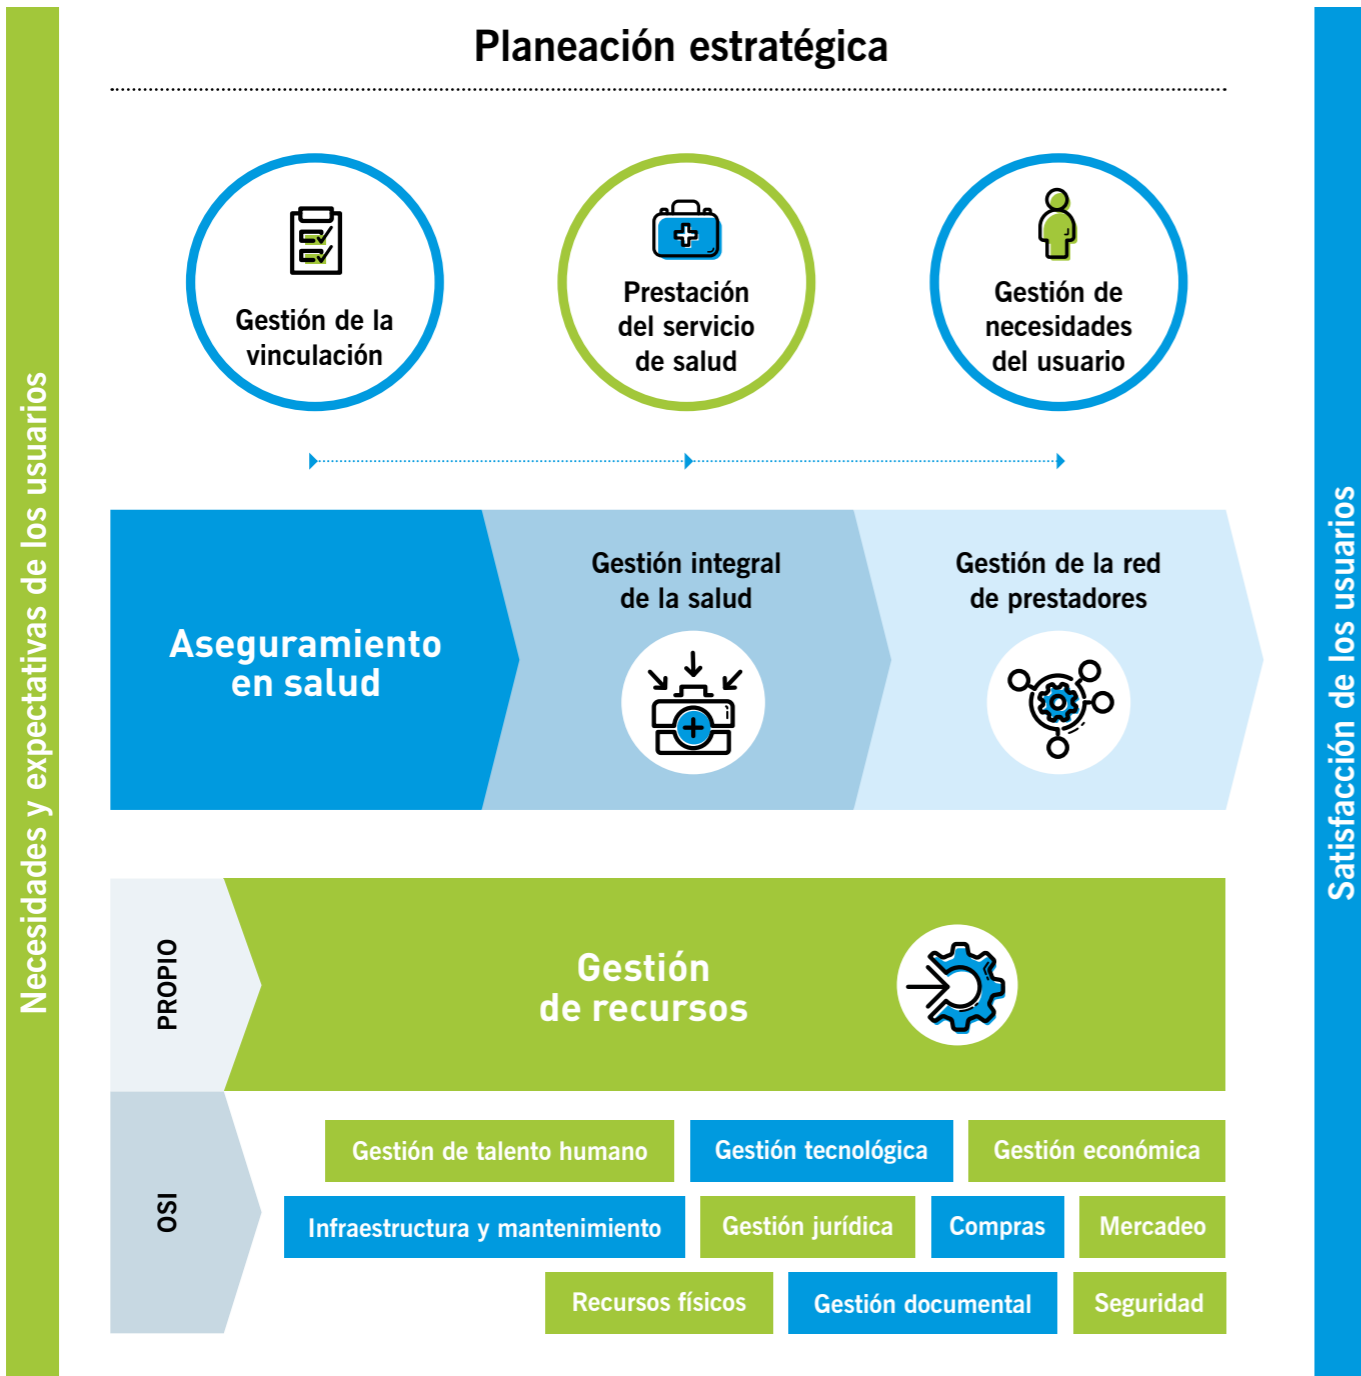 Planeación estratégica
Necesidades y expectativas de los usuarios
Gestión de la
vinculación
Prestación
del servicio
de salud
Gestión de
necesidades
del usuario
Aseguramiento
en salud
Gestión integral
de la salud
Gestión de la red
de prestadores
PROPIO
Gestión
de recursos
OSI
Gestión de talento humano
Gestión tecnológica
Gestión económica
Infraestructura y mantenimiento
Gestión jurídica
Compras
Mercadeo
Recursos físicos
Gestión documental
Seguridad
Satisfacción de los usuarios